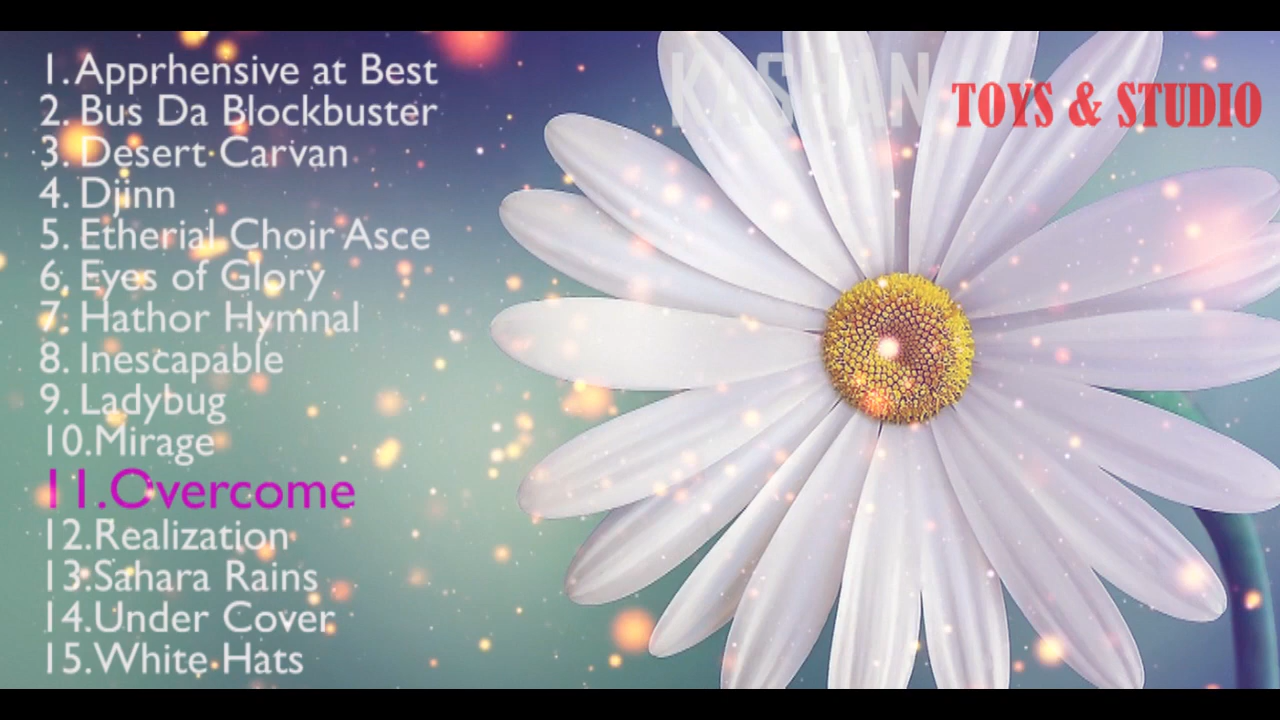 1. Apprhensive at Best
2. Bus Da Blockbuster
3. Desert Carvan
4. Djinn
5. Etherial Choir Asce
6. Eyes of Glory
7. Hathor Hymnal
8. Inescapable
9. Ladybug
10.Mirage
11.Overcome
12.Realization
13.Sahara Rains
14.Under Cover
15.White Hats
KASHAN TOYS & STUDIO